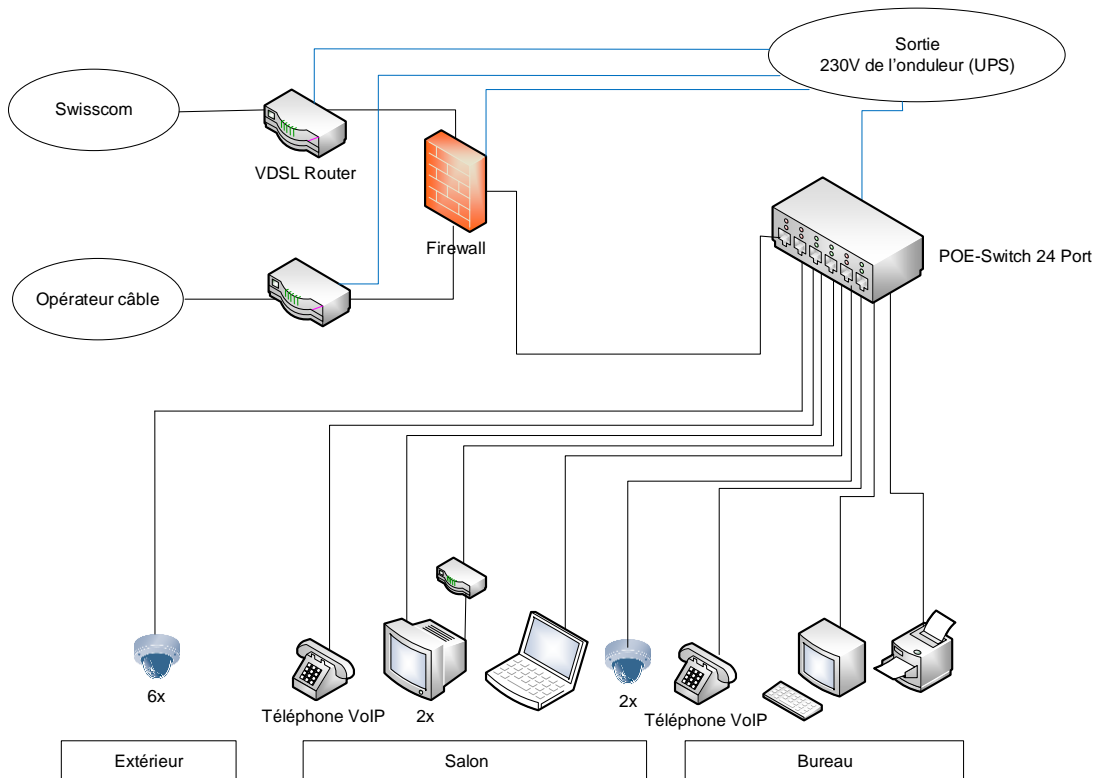 Sortie
230V de l'onduleur (UPS)
Swisscom
VDSL Router
Firewall
POE-Switch 24 Port
Opérateur câble
6x
Téléphone VoIP
2x
2x
Téléphone VoIP
Extérieur
Salon
Bureau